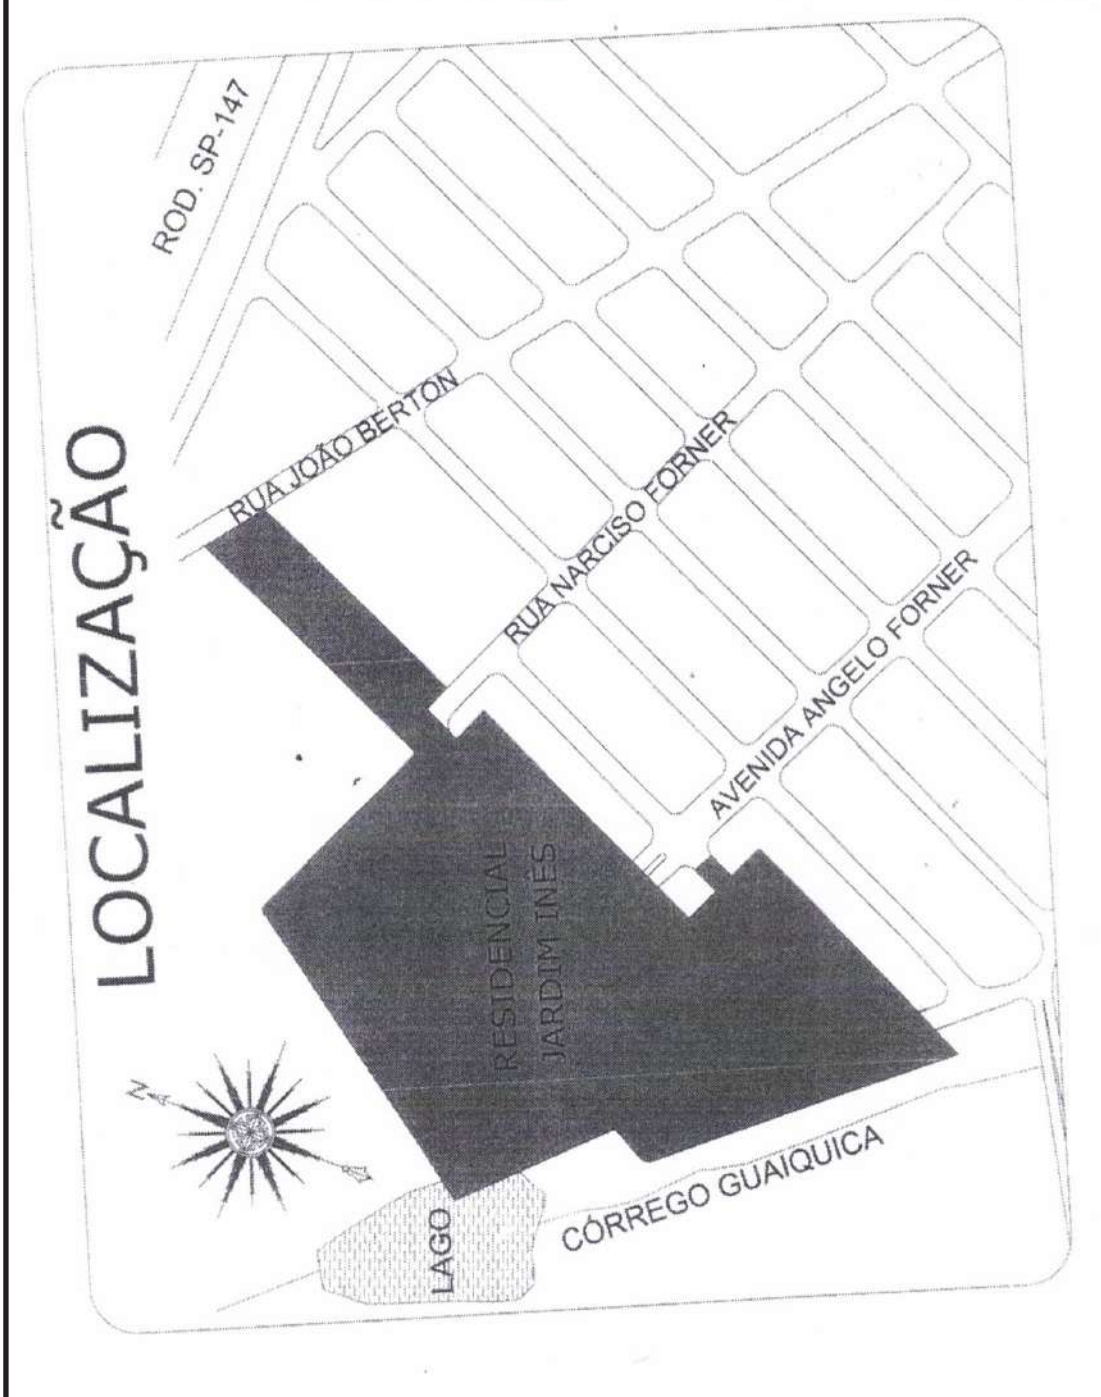 LOCALIZAÇÃO
ROD. SP-147
RUA JOÃO BERTON
RUA NARCISO FORNER
AVENIDA ANGELO FORNER
RESIDENCIAL
JARDIM INÊS
N
LAGO
CÓRREGO GUAIQUICA